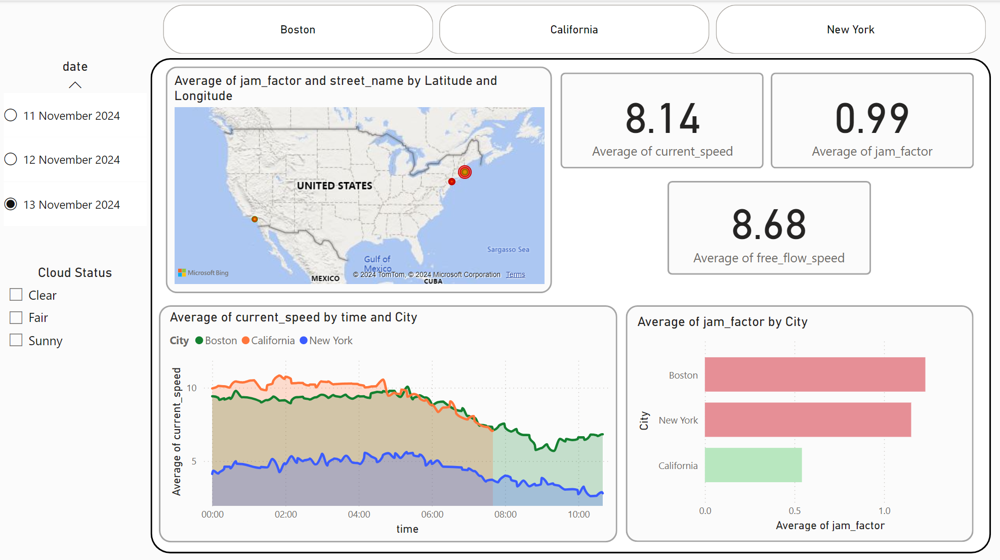 Boston
California
New York
date
11 November 2024
12 November 2024
13 November 2024
Cloud Status
Clear
Fair
Sunny
Average of jam_factor and street_name by Latitude and
Longitude
UNITED STATES
Sargasso Sea
Gulf of
Mexico
Microsoft Bing
MEXICO
© 2024 TomTom, © 2024 Microsoft Corporation Terms
CUBA
8.14
Average of current_speed
0.99
Average of jam_factor
8.68
Average of free_flow_speed
Average of current_speed by time and City
City Boston California New York
Average of current_speed
10
5
00:00 02:00 04:00 06:00 08:00 10:00
time
Average of jam_factor by City
City
Boston
New York
California
0.0 0.5 1.0
Average of jam_factor